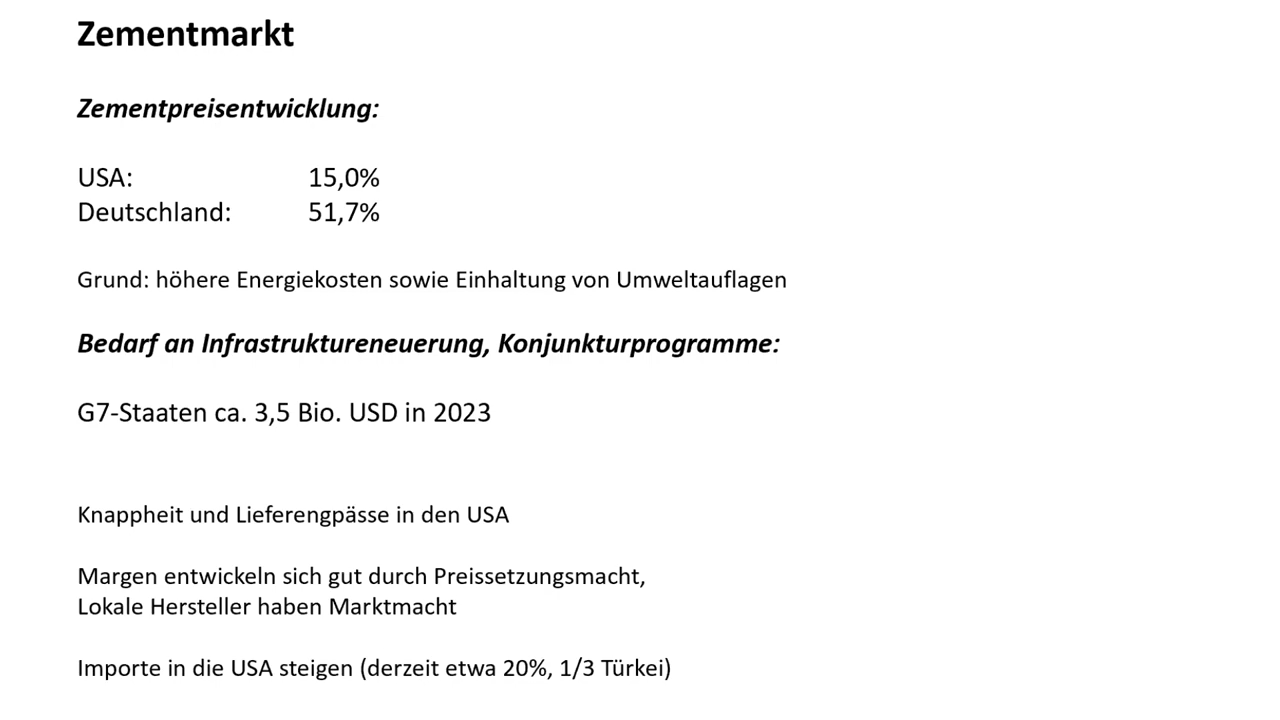 Zementmarkt
Zementpreisentwicklung:
USA: 15,0%
Deutschland: 51,7%
Grund: höhere Energiekosten sowie Einhaltung von Umweltauflagen
Bedarf an Infrastruktureneuerung, Konjunkturprogramme:
G7-Staaten ca. 3,5 Bio. USD in 2023
Knappheit und Lieferengpässe in den USA
Margen entwickeln sich gut durch Preissetzungsmacht,
Lokale Hersteller haben Marktmacht
Importe in die USA steigen (derzeit etwa 20%, 1/3 Türkei)